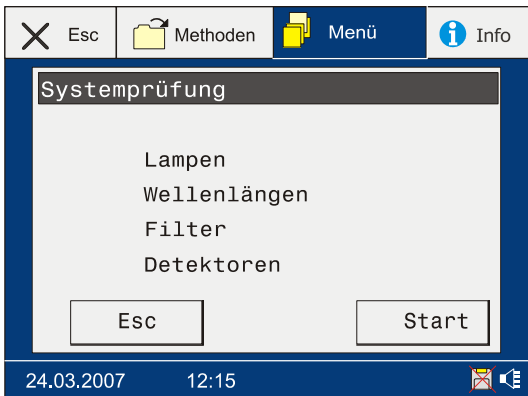 Esc Methoden Menü Info
Systemprüfung
Lampen
Wellenlängen
Filter
Detektoren
Esc Start
24.03.2007 12:15